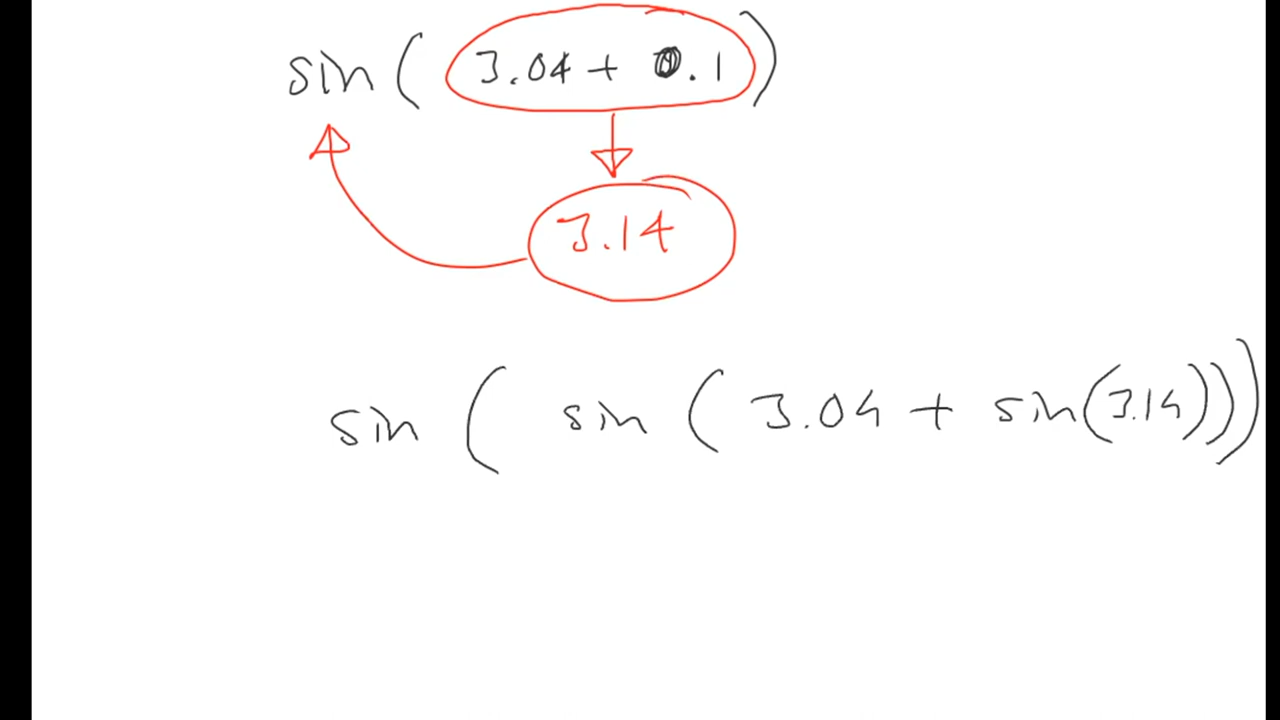 sin( 3.04 + 0.1 )
3.14
sin ( sin ( 3.04 + sin(3.14)))